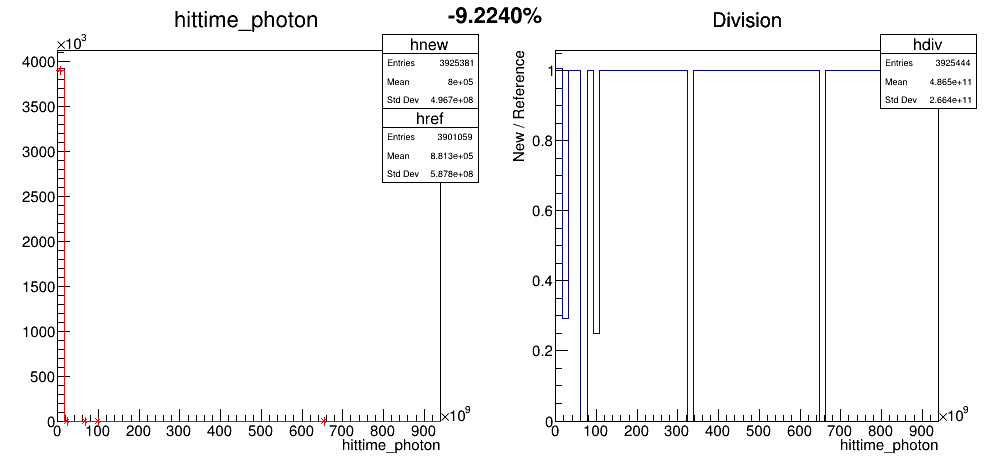 -9.2240%
hittime_photon
×10³
hnew
Entries 3925381
Mean 8e+05
Std Dev 4.967e+08
href
Entries 3901059
Mean 8.813e+05
Std Dev 5.878e+08
4000
3500
3000
2500
2000
1500
1000
500
0
0 100 200 300 400 500 600 700 800 900
×10⁹
hittime_photon
Division
hdiv
Entries 3925444
Mean 4.865e+11
Std Dev 2.664e+11
New / Reference
1
0.8
0.6
0.4
0.2
0
0 100 200 300 400 500 600 700 800 900
×10⁹
hittime_photon